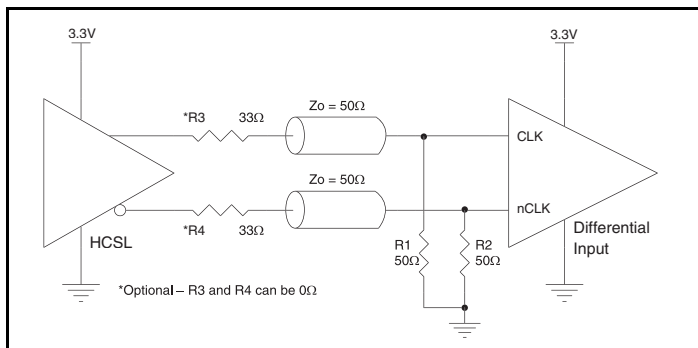 3.3V
3.3V
*R3 33Ω
Zo = 50Ω
CLK
Zo = 50Ω
nCLK
*R4 33Ω
HCSL
R1
50Ω
R2
50Ω
Differential
Input
*Optional – R3 and R4 can be 0Ω